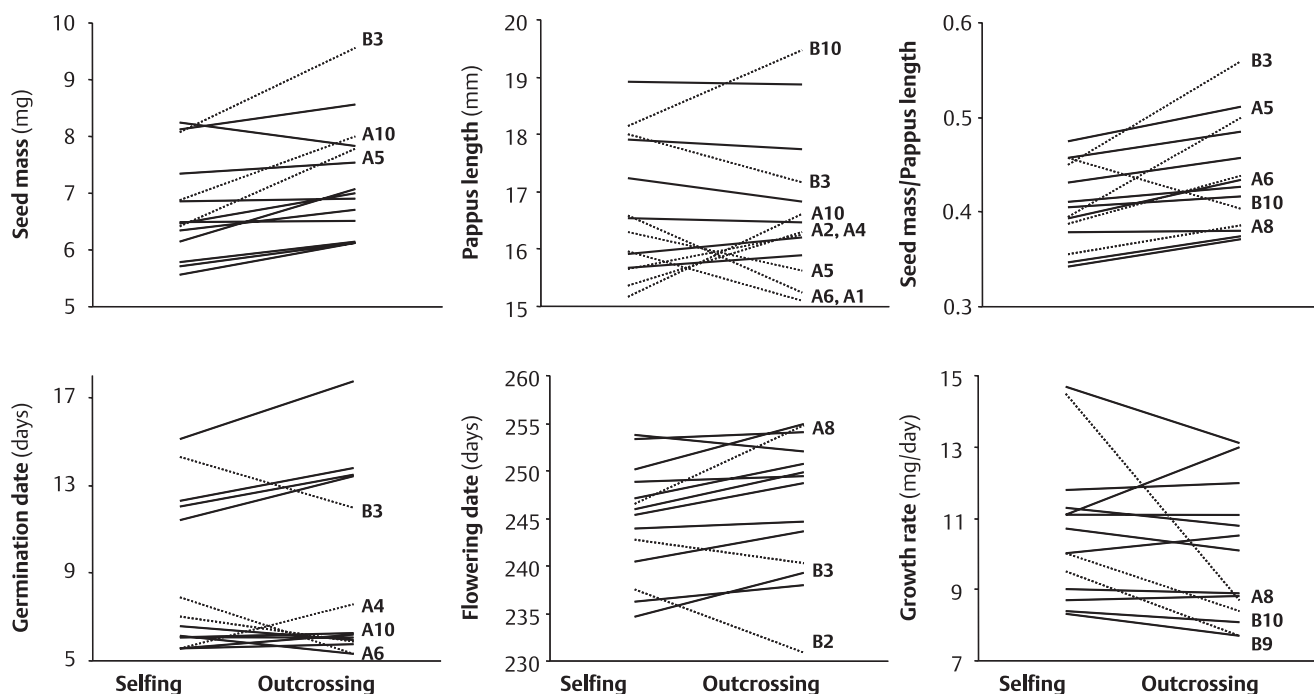 Seed mass (mg)
10
9
8
7
6
5
B3
A10
A5
Pappus length (mm)
20
19
18
17
16
15
B10
B3
A10
A2, A4
A5
A6, A1
Seed mass/Pappus length
0.6
0.5
0.4
0.3
B3
A5
A6
B10
A8
Germination date (days)
17
13
9
5
B3
A4
A10
A6
Selfing Outcrossing
Flowering date (days)
260
255
250
245
240
235
230
A8
B3
B2
Selfing Outcrossing
Growth rate (mg/day)
15
13
11
9
7
A8
B10
B9
Selfing Outcrossing